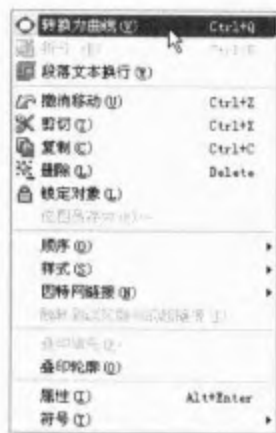 转换为曲线(V) Ctrl+Q
段落文本换行(W)
撤消移动(U) Ctrl+Z
剪切(T) Ctrl+X
复制(C) Ctrl+C
删除(L) Delete
锁定对象(L)
顺序(O)
样式(S)
因特网链接(N)
叠印轮廓(O)
属性(I) Alt+Enter
符号(I)